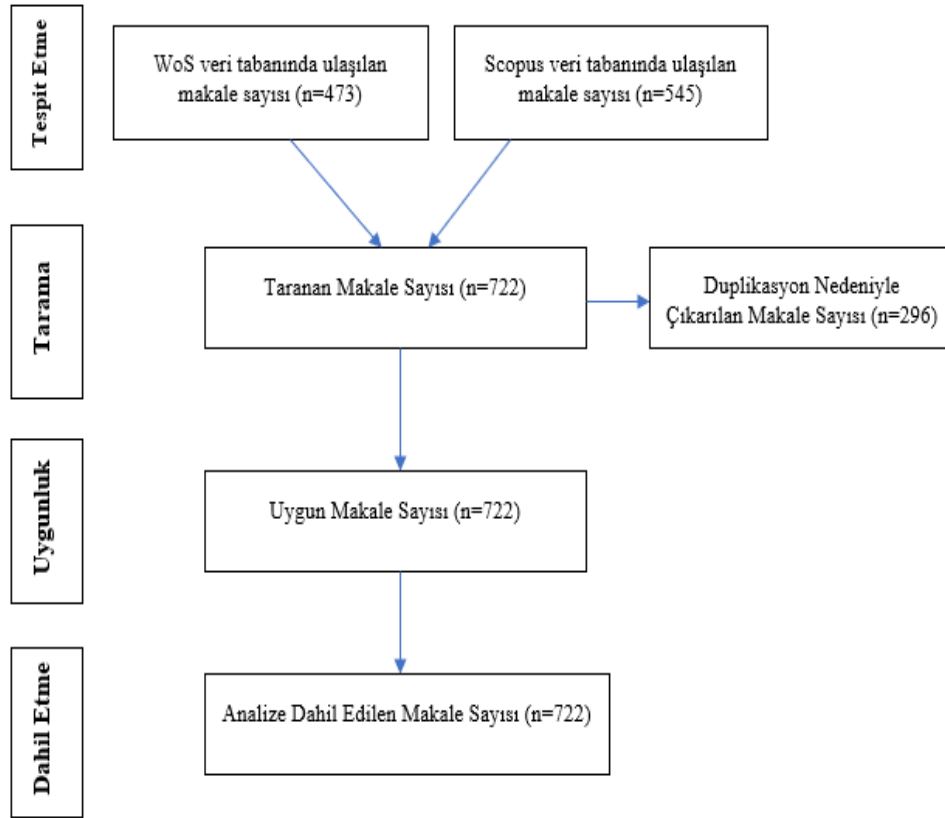 Tespit Etme
WoS veri tabanında ulaşılan
makale sayısı (n=473)
Scopus veri tabanında ulaşılan
makale sayısı (n=545)
Tarama
Taranan Makale Sayısı (n=722)
Duplikasyon Nedeniyle
Çıkarılan Makale Sayısı (n=296)
Uygunluk
Uygun Makale Sayısı (n=722)
Dahil Etme
Analize Dahil Edilen Makale Sayısı (n=722)